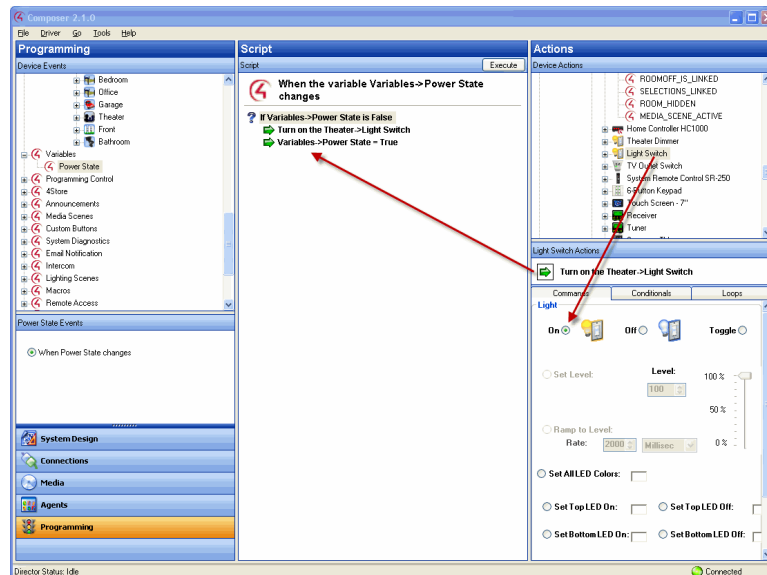 Composer 2.1.0
File Driver Go Tools Help
Programming
Device Events
Bedroom
Office
Garage
Theater
Front
Bathroom
Variables
Power State
Programming Control
4Store
Announcements
Media Scenes
Custom Buttons
System Diagnostics
Email Notification
Intercom
Lighting Scenes
Macros
Remote Access
Power State Events
When Power State changes
System Design
Connections
Media
Agents
Programming
Director Status: Idle
Script
Script Execute
When the variable Variables->Power State
changes
? If Variables->Power State is False
Turn on the Theater->Light Switch
Variables->Power State = True
Actions
Device Actions
ROOMOFF_IS_LINKED
SELECTIONS_LINKED
ROOM_HIDDEN
MEDIA_SCENE_ACTIVE
Home Controller HC1000
Theater Dimmer
Light Switch
TV Outlet Switch
System Remote Control SR-250
6-Button Keypad
Touch Screen - 7"
Receiver
Tuner
Light Switch Actions
Turn on the Theater->Light Switch
Commands Conditionals Loops
Light
On Off Toggle
Set Level: Level: 100 %
100
50 %
Ramp to Level:
Rate: 2000 Millisec 0 %
Set All LED Colors:
Set Top LED On: Set Top LED Off:
Set Bottom LED On: Set Bottom LED Off:
Connected